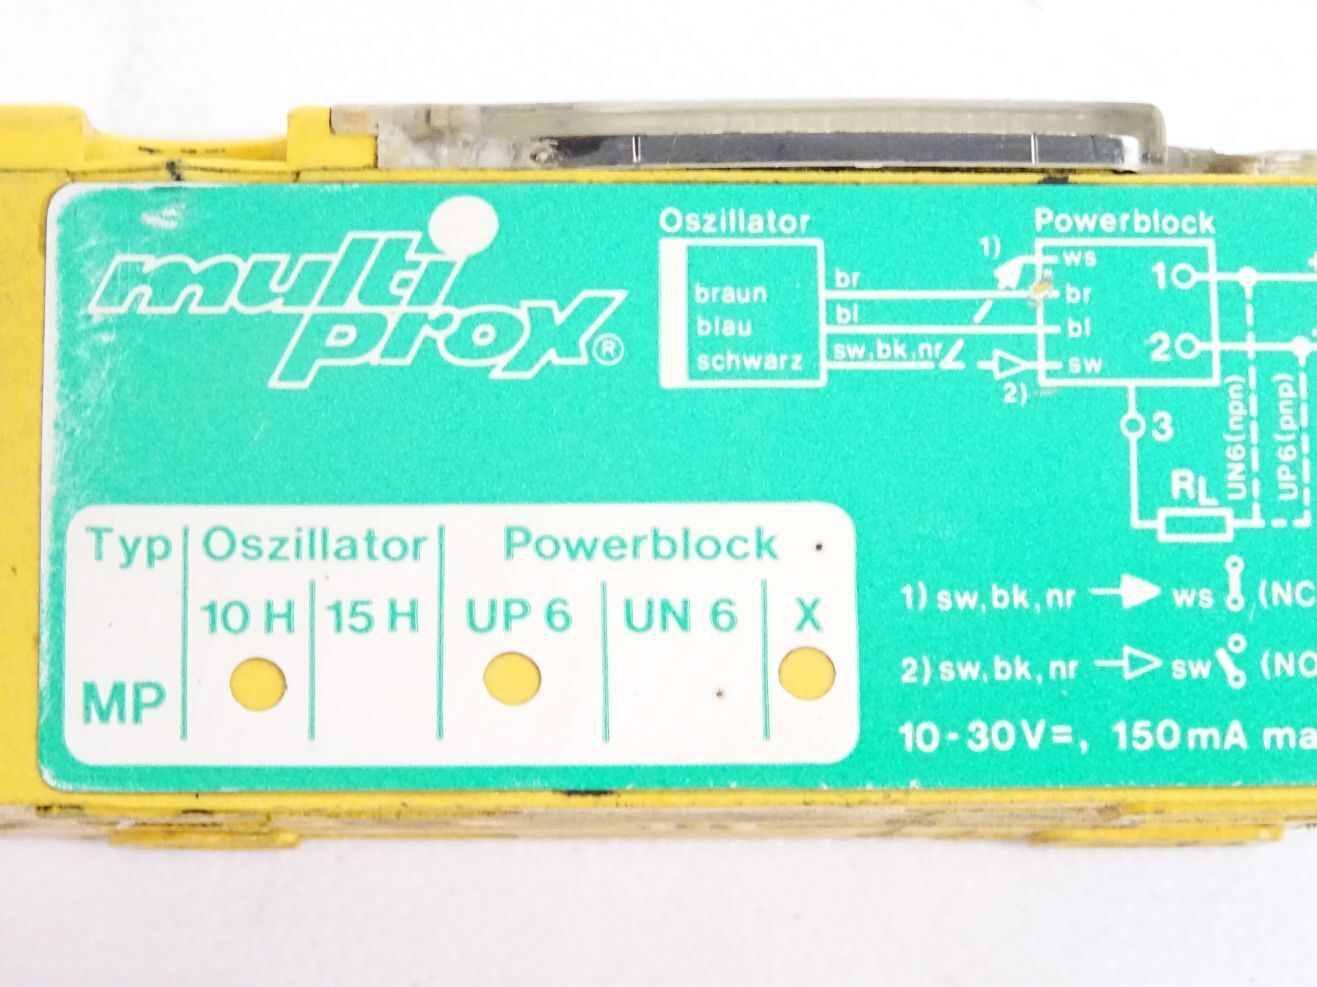 multi
prox®
Oszillator
braun
blau
schwarz
br
bl
sw,bk,nr
1)
2)
Powerblock
ws
br
bl
sw
1
2
3
RL
UN6(npn)
UP6(pnp)
Typ Oszillator Powerblock
10 H 15 H UP 6 UN 6 X
MP
1) sw,bk,nr ws (NC
2) sw,bk,nr sw (NO
10-30V=, 150mA ma